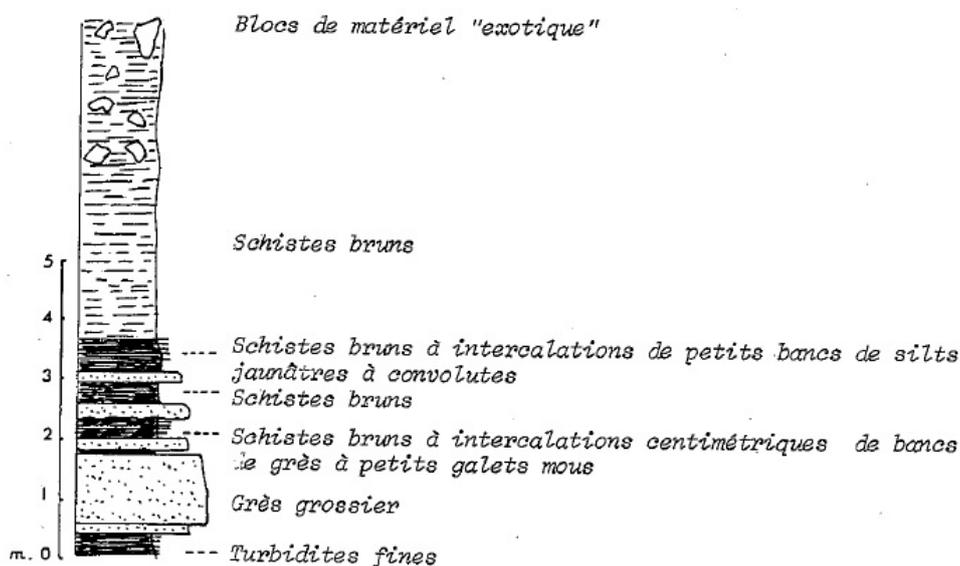 Blocs de matériel "exotique"
Schistes bruns
5
4
Schistes bruns à intercalations de petits bancs de silts
jaunâtres à convolutes
3
Schistes bruns
2
Schistes bruns à intercalations centimétriques de bancs
de grès à petits galets mous
1
Grès grossier
m. 0
Turbidites fines